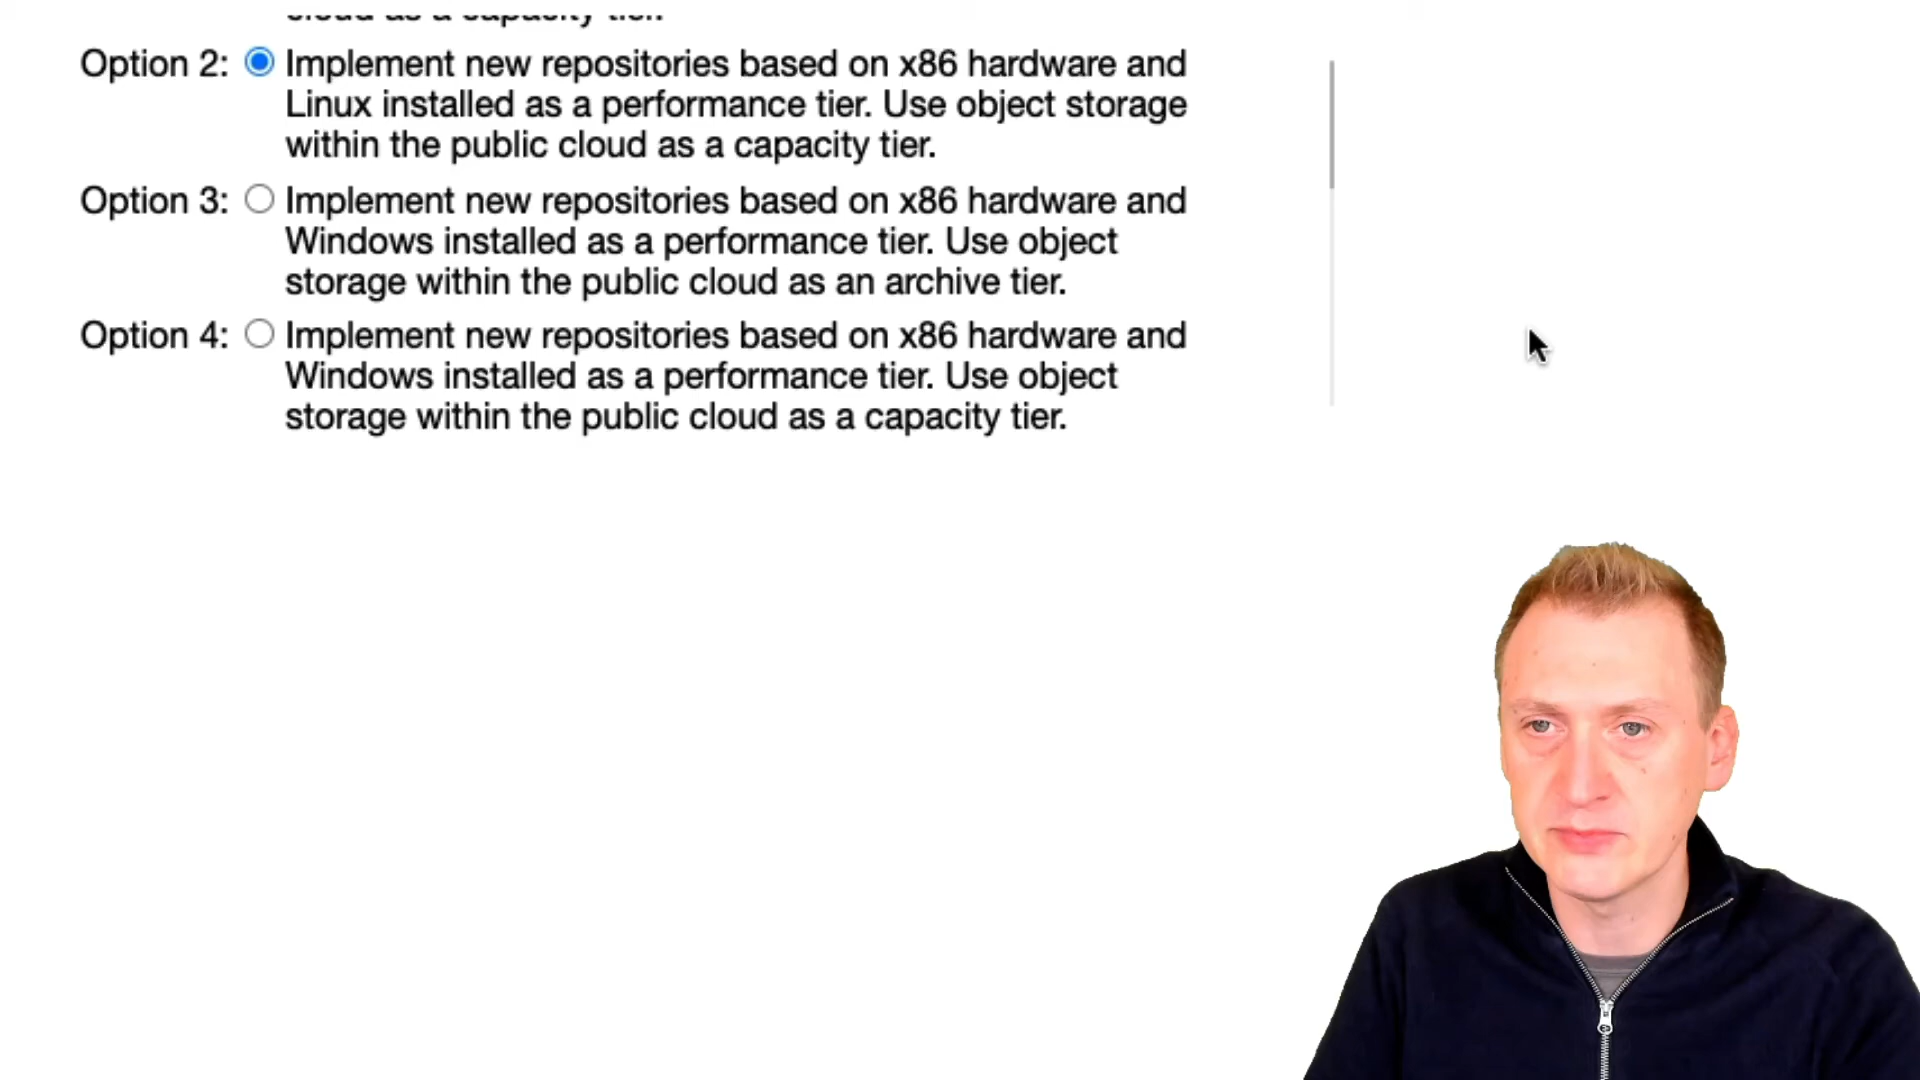 cloud as a capacity tier.
Option 2: Implement new repositories based on x86 hardware and
Linux installed as a performance tier. Use object storage
within the public cloud as a capacity tier.
Option 3: Implement new repositories based on x86 hardware and
Windows installed as a performance tier. Use object
storage within the public cloud as an archive tier.
Option 4: Implement new repositories based on x86 hardware and
Windows installed as a performance tier. Use object
storage within the public cloud as a capacity tier.